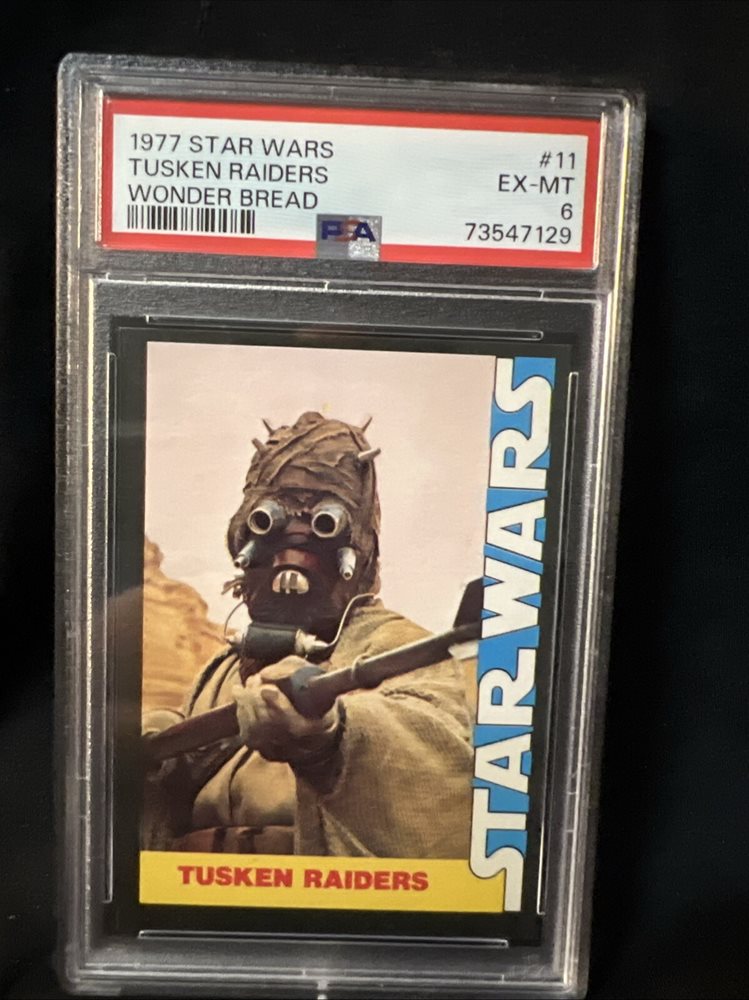 1977 STAR WARS #11
TUSKEN RAIDERS EX-MT
WONDER BREAD 6
PSA 73547129
STAR WARS
TUSKEN RAIDERS